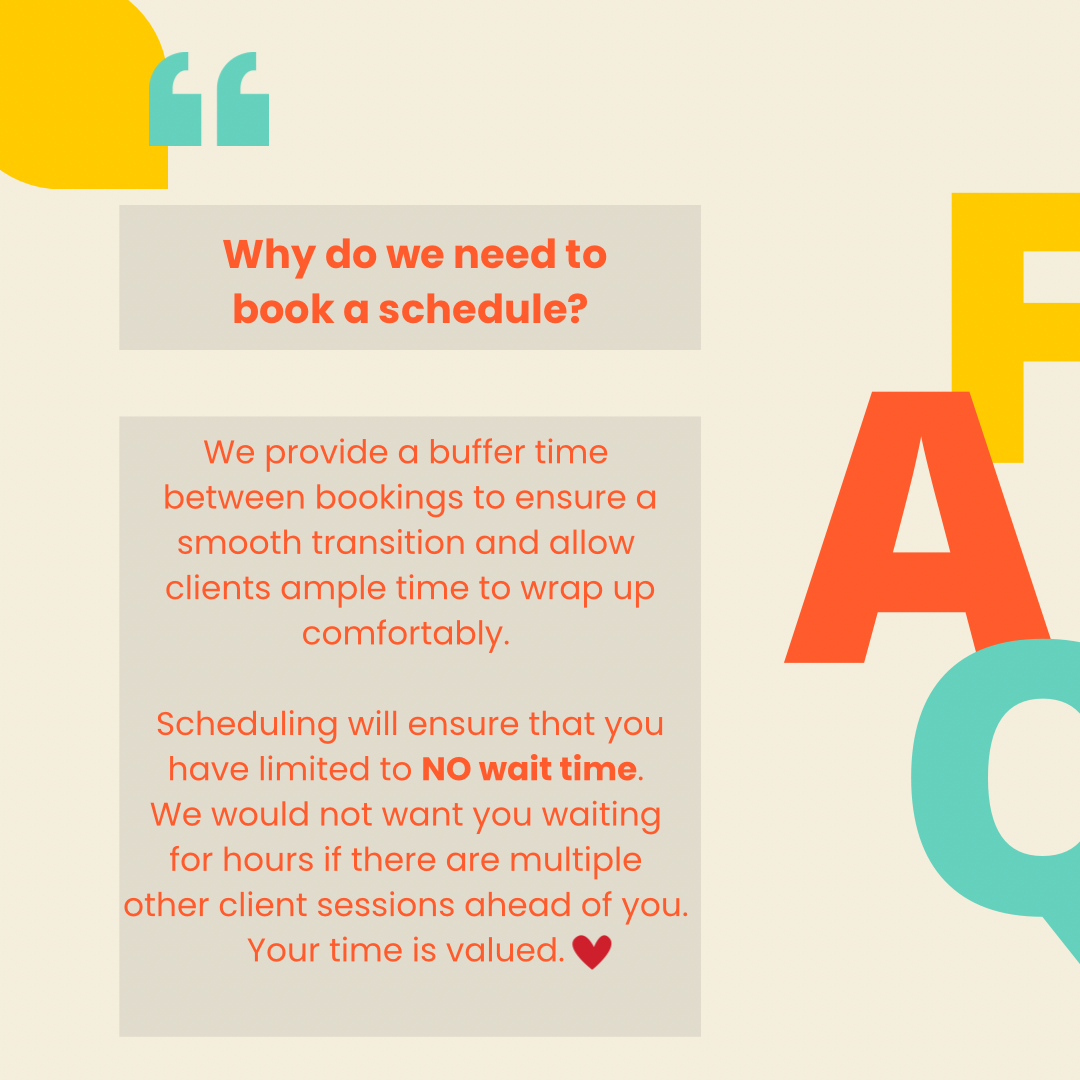 “
Why do we need to
book a schedule?
We provide a buffer time
between bookings to ensure a
smooth transition and allow
clients ample time to wrap up
comfortably.
Scheduling will ensure that you
have limited to NO wait time.
We would not want you waiting
for hours if there are multiple
other client sessions ahead of you.
Your time is valued. ❤
F
A
Q